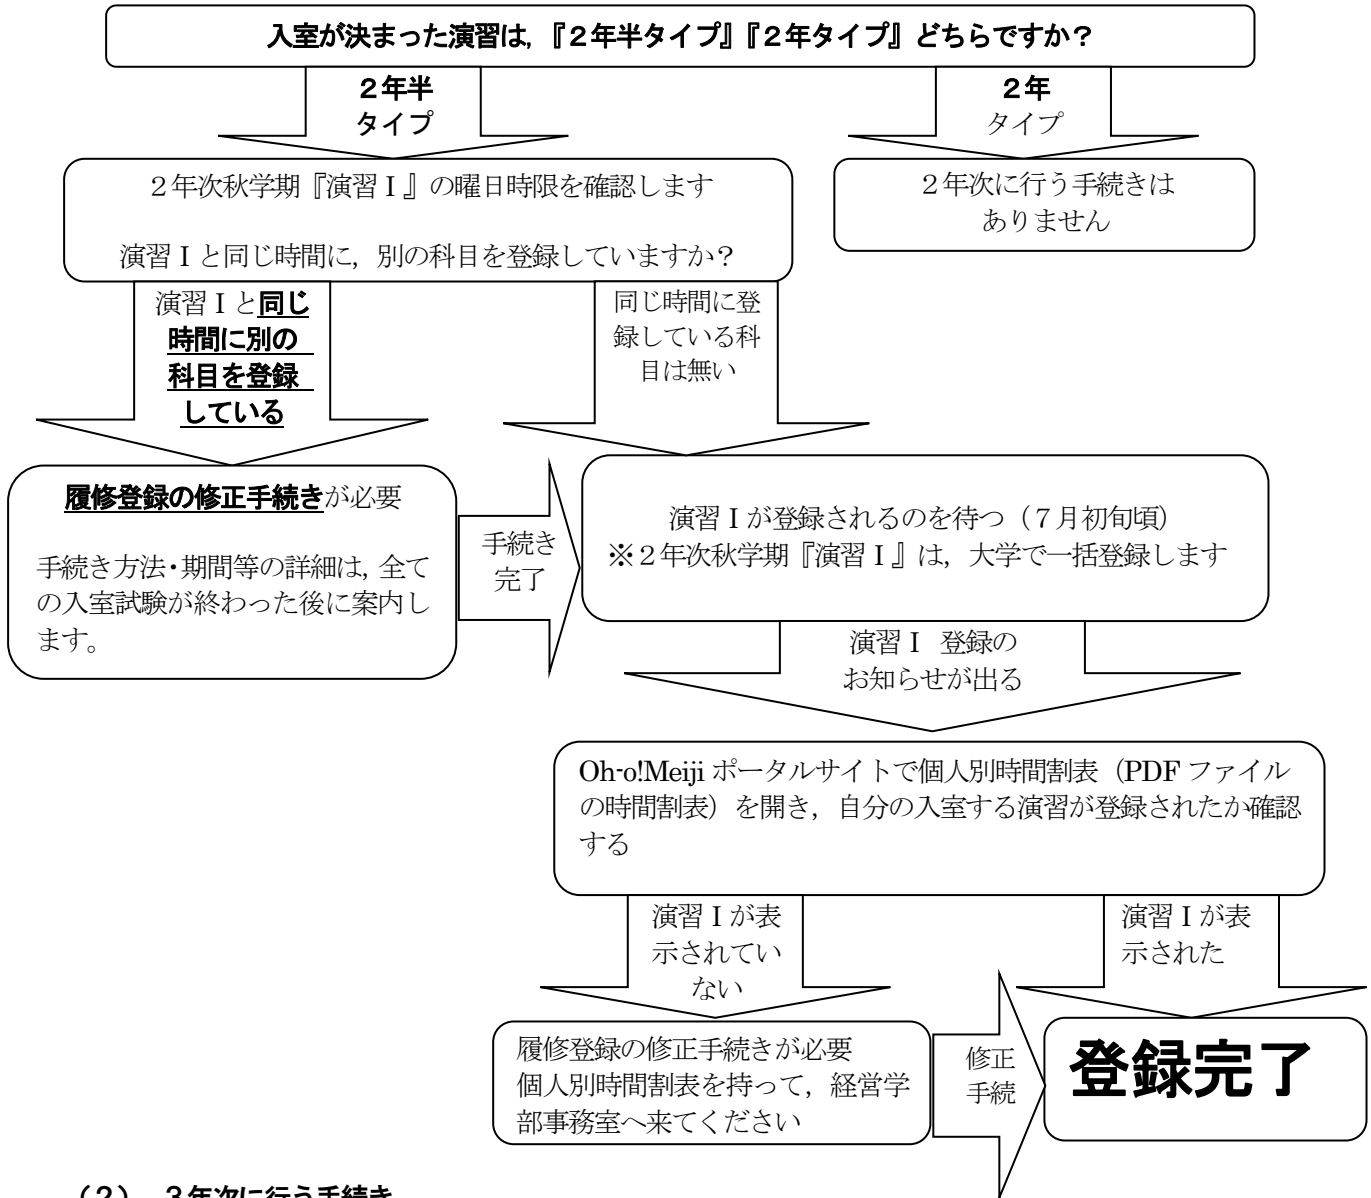 入室が決まった演習は,『２年半タイプ』『２年タイプ』どちらですか？
２年半
タイプ
２年
タイプ
２年次秋学期『演習Ⅰ』の曜日時限を確認します
演習Ⅰと同じ時間に，別の科目を登録していますか？
２年次に行う手続きは
ありません
演習Ⅰと同じ
時間に別の
科目を登録
している
同じ時間に登
録している科
目は無い
履修登録の修正手続きが必要
手続き方法・期間等の詳細は,全て
の入室試験が終わった後に案内し
ます。
手続き
完了
演習Ⅰが登録されるのを待つ（７月初旬頃）
※２年次秋学期『演習Ⅰ』は，大学で一括登録します
演習Ⅰ 登録の
お知らせが出る
Oh-o!Meiji ポータルサイトで個人別時間割表（PDF ファイル
の時間割表）を開き，自分の入室する演習が登録されたか確認
する
演習Ⅰが表
示されてい
ない
演習Ⅰが表
示された
履修登録の修正手続きが必要
個人別時間割表を持って，経営学
部事務室へ来てください
修正
手続
登録完了
（２） ３年次に行う手続き